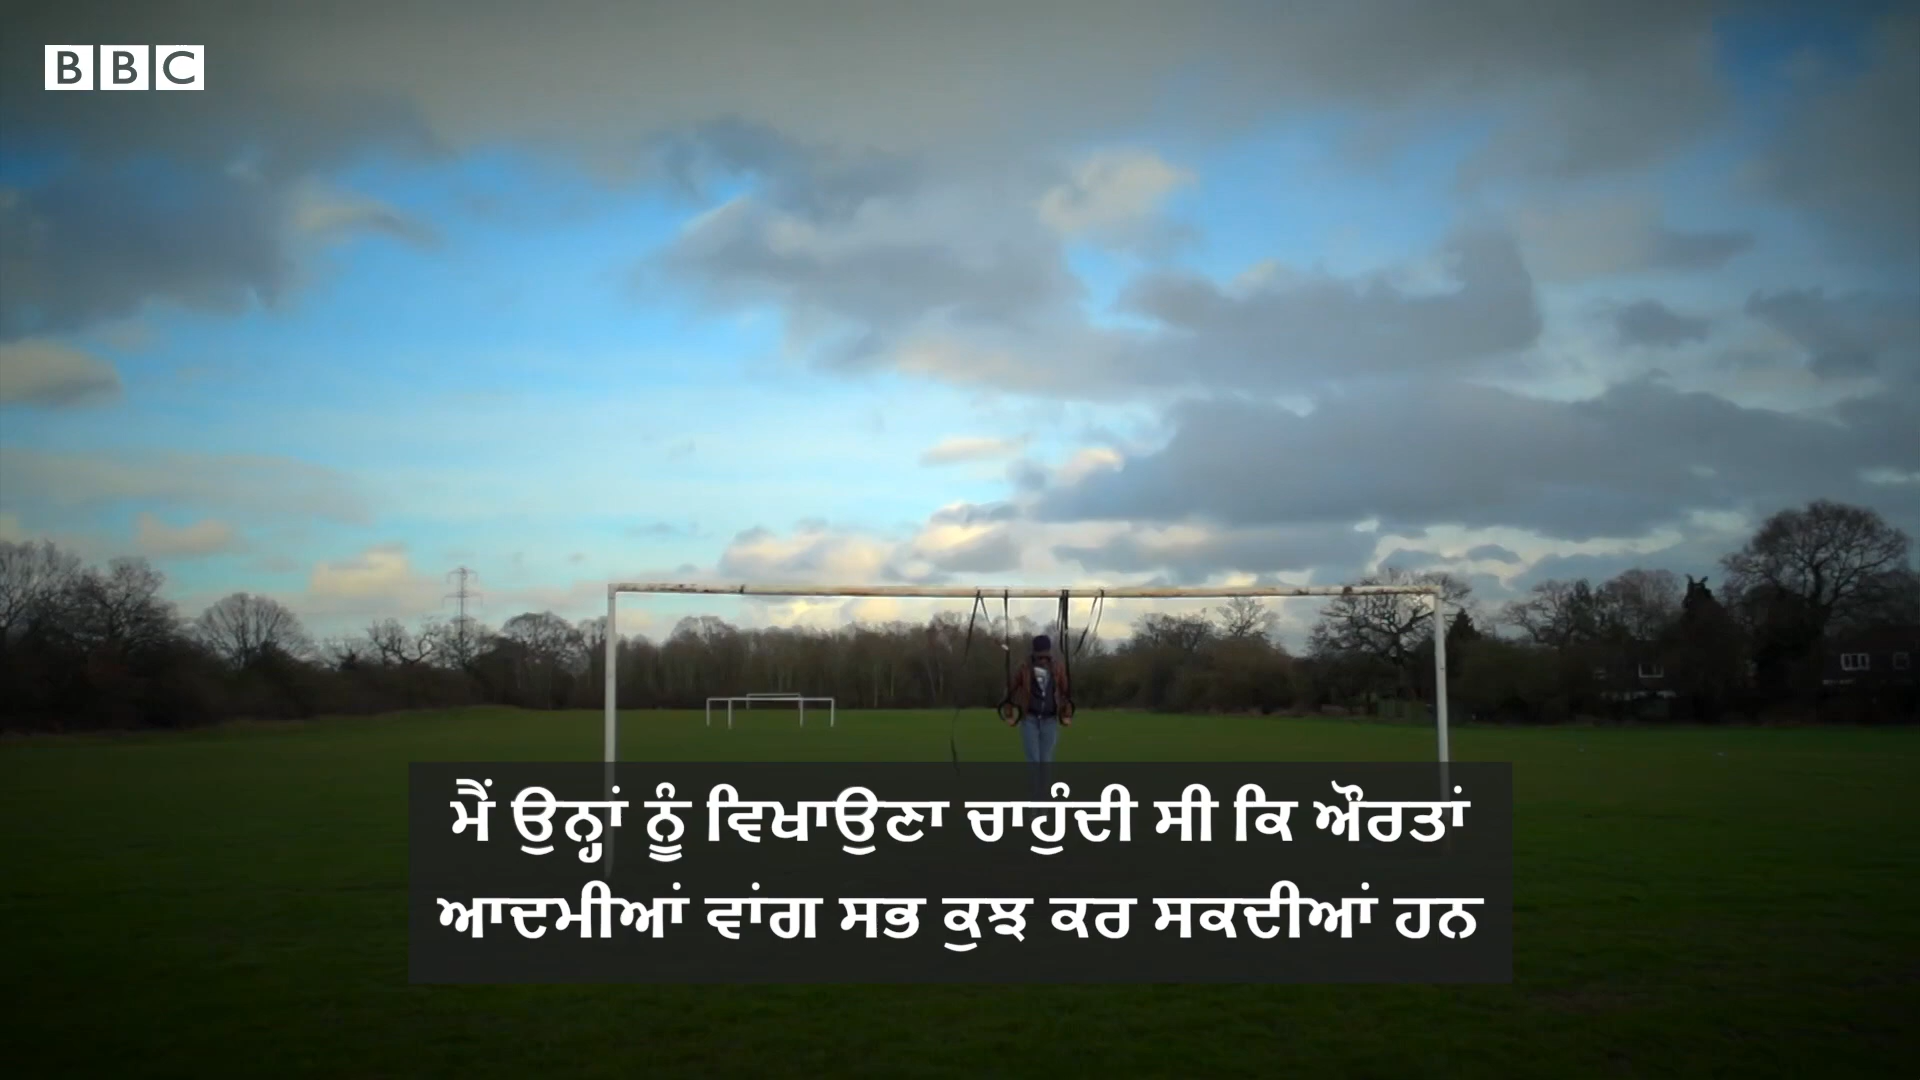 BBC
ਮੈਂ ਉਨ੍ਹਾਂ ਨੂੰ ਵਿਖਾਉਣਾ ਚਾਹੁੰਦੀ ਸੀ ਕਿ ਔਰਤਾਂ
ਆਦਮੀਆਂ ਵਾਂਗ ਸਭ ਕੁਝ ਕਰ ਸਕਦੀਆਂ ਹਨ